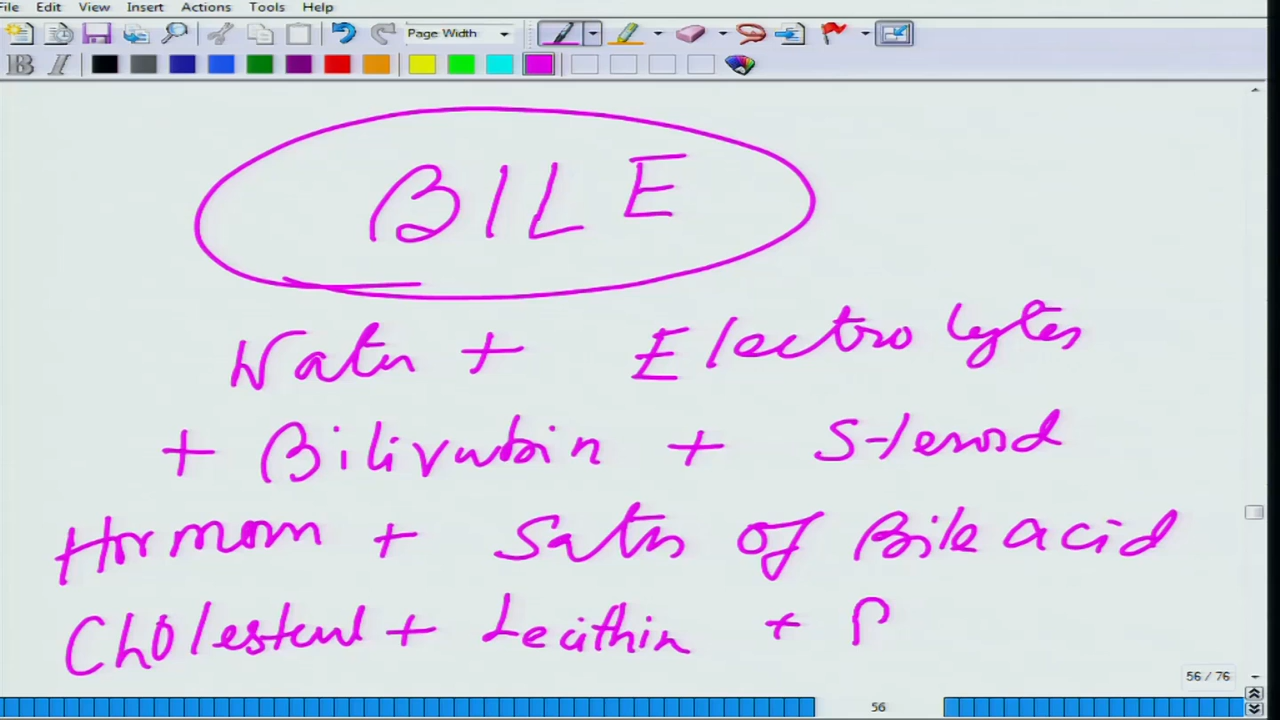 File Edit View Insert Actions Tools Help
Page Width
B I
BILE
Water + Electrolytes
+ Bilirubin + Steroid
Hormon + Salts of Bile acid
Cholesterol + Lecithin + P
56 / 76
56